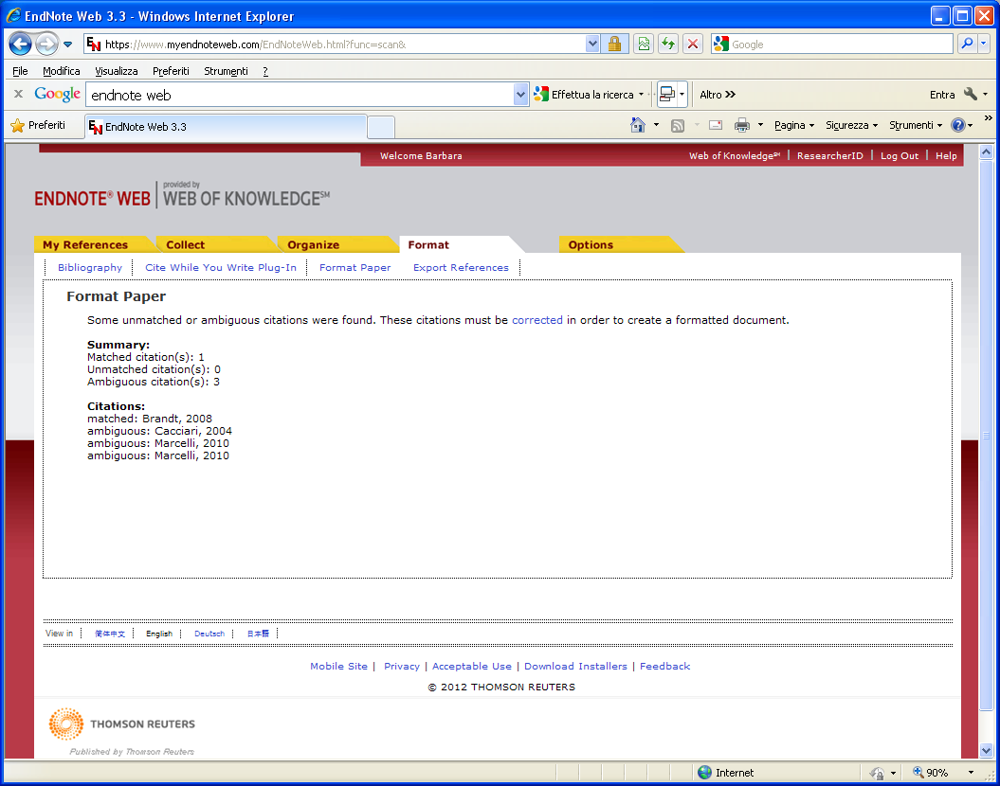 EndNote Web 3.3 - Windows Internet Explorer
https://www.myendnoteweb.com/EndNoteWeb.html?func=scan&
Google
File Modifica Visualizza Preferiti Strumenti ?
x Google endnote web Effettua la ricerca Altro >> Entra
Preferiti EndNote Web 3.3 Pagina Sicurezza Strumenti
Welcome Barbara Web of Knowledge℠ | ResearcherID | Log Out | Help
ENDNOTE® WEB provided by WEB OF KNOWLEDGE℠
My References Collect Organize Format Options
Bibliography Cite While You Write Plug-In Format Paper Export References
Format Paper
Some unmatched or ambiguous citations were found. These citations must be corrected in order to create a formatted document.
Summary:
Matched citation(s): 1
Unmatched citation(s): 0
Ambiguous citation(s): 3
Citations:
matched: Brandt, 2008
ambiguous: Cacciari, 2004
ambiguous: Marcelli, 2010
ambiguous: Marcelli, 2010
View in 简体中文 English Deutsch 日本語
Mobile Site | Privacy | Acceptable Use | Download Installers | Feedback
© 2012 THOMSON REUTERS
THOMSON REUTERS
Published by Thomson Reuters
Internet 90%